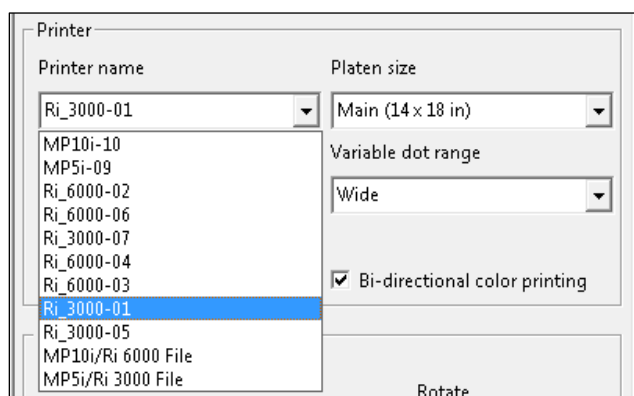 Printer
Printer name
Platen size
Ri_3000-01
Main (14 x 18 in)
MP10i-10
MP5i-09
Ri_6000-02
Ri_6000-06
Ri_3000-07
Ri_6000-04
Ri_6000-03
Ri_3000-01
Ri_3000-05
MP10i/Ri 6000 File
MP5i/Ri 3000 File
Variable dot range
Wide
Bi-directional color printing
Rotate